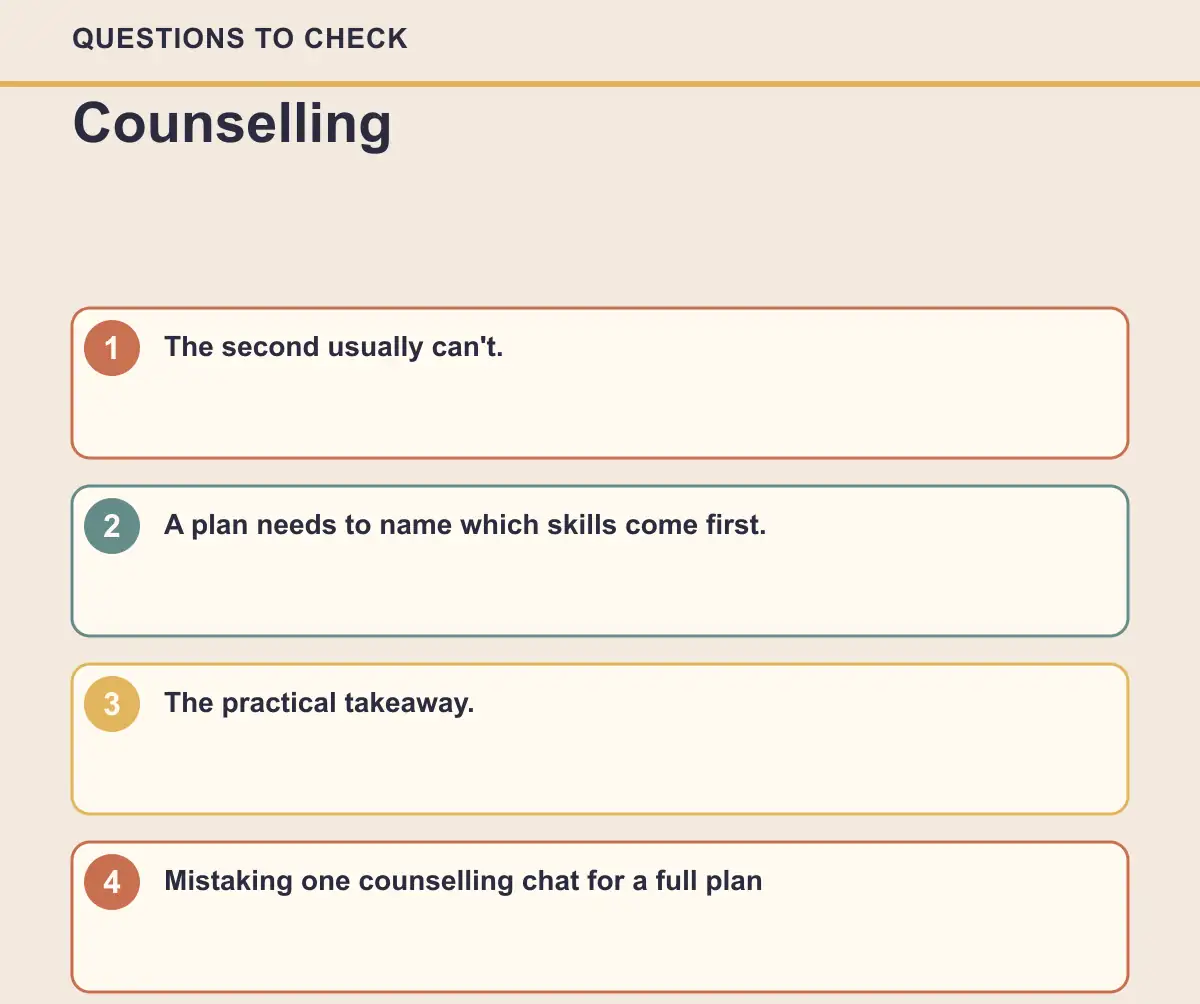 QUESTIONS TO CHECK
Counselling
1 The second usually can't.
2 A plan needs to name which skills come first.
3 The practical takeaway.
4 Mistaking one counselling chat for a full plan